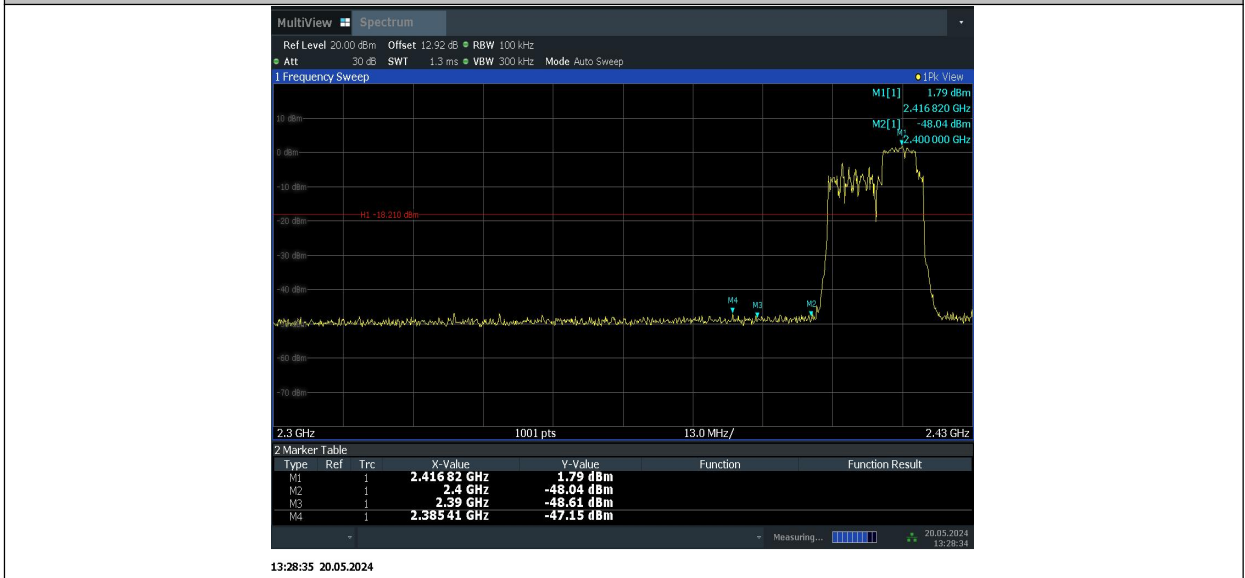 MultiView Spectrum
Ref Level 20.00 dBm Offset 12.92 dB RBW 100 kHz
Att 30 dB SWT 1.3 ms VBW 300 kHz Mode Auto Sweep
1 Frequency Sweep 1Pk View
M1[1] 1.79 dBm
2.416 820 GHz
10 dBm
M2[1] -48.04 dBm
M1
2.400 000 GHz
0 dBm
-10 dBm
H1 -18.210 dBm
-20 dBm
-30 dBm
-40 dBm
M4 M3 M2
-60 dBm
-70 dBm
2.3 GHz 1001 pts 13.0 MHz/ 2.43 GHz
2 Marker Table
Type Ref Trc X-Value Y-Value Function Function Result
M1 1 2.416 82 GHz 1.79 dBm
M2 1 2.4 GHz -48.04 dBm
M3 1 2.39 GHz -48.61 dBm
M4 1 2.385 41 GHz -47.15 dBm
Measuring... 20.05.2024
13:28:34
13:28:35 20.05.2024